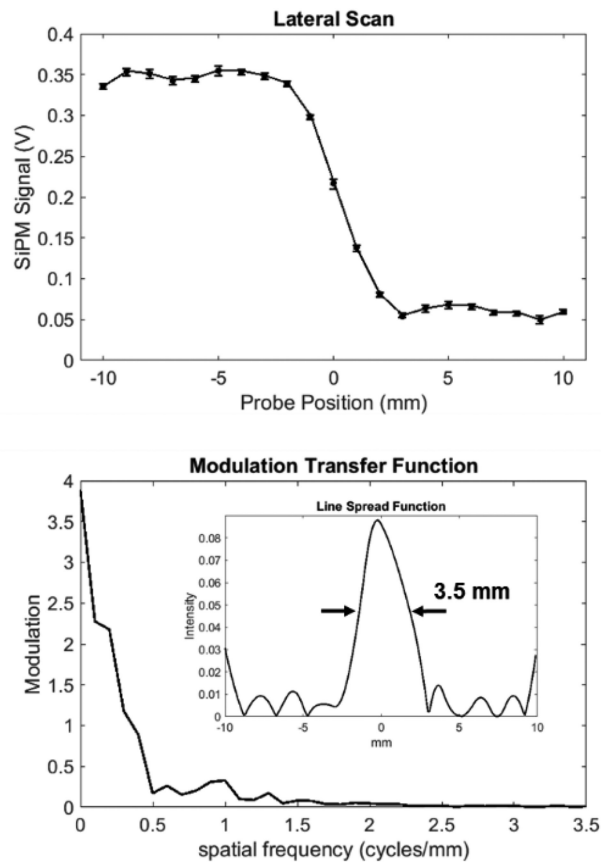 Lateral Scan
SiPM Signal (V)
0.4
0.35
0.3
0.25
0.2
0.15
0.1
0.05
0
-10 -5 0 5 10
Probe Position (mm)
Modulation Transfer Function
Modulation
4
3.5
3
2.5
2
1.5
1
0.5
0
Line Spread Function
Intensity
0.08
0.07
0.06
0.05
0.04
0.03
0.02
0.01
0
3.5 mm
-10 -5 0 5 10
mm
0 0.5 1 1.5 2 2.5 3 3.5
spatial frequency (cycles/mm)